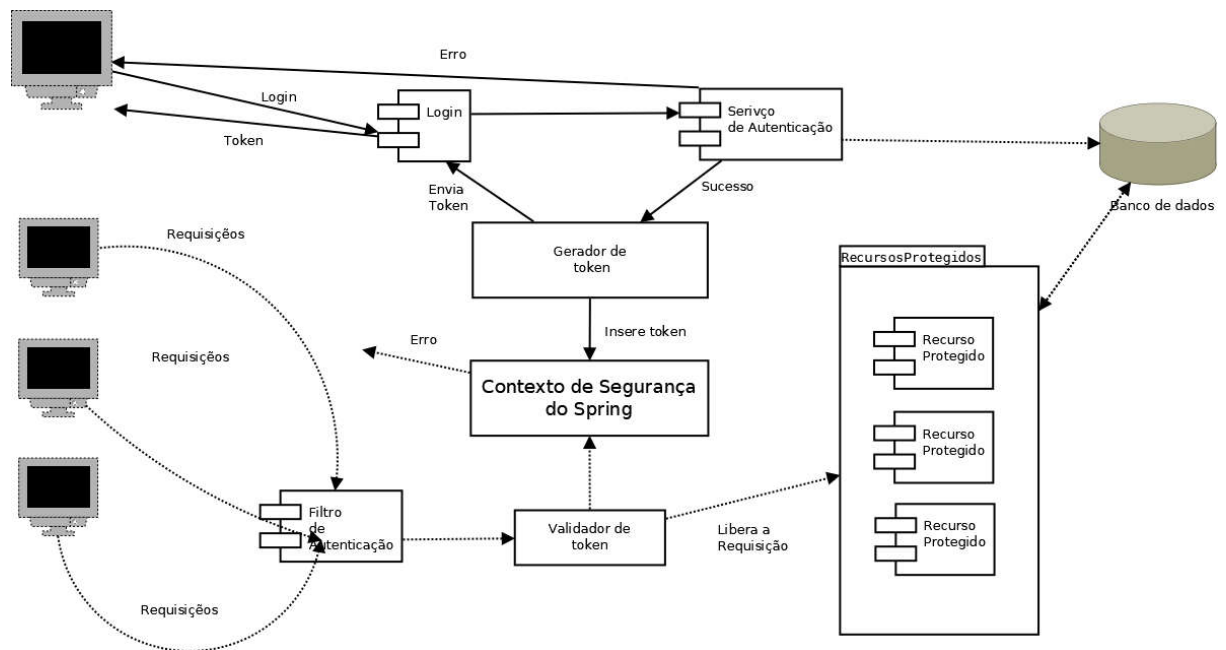 Erro
Login
Token
Login
Serivço
de Autenticação
Envia
Token
Sucesso
Banco de dados
Requisições
Gerador de
token
RecursosProtegidos
Insere token
Requisições
Erro
Contexto de Segurança
do Spring
Recurso
Protegido
Recurso
Protegido
Filtro
de
Autenticação
Validador de
token
Libera a
Requisição
Recurso
Protegido
Requisições